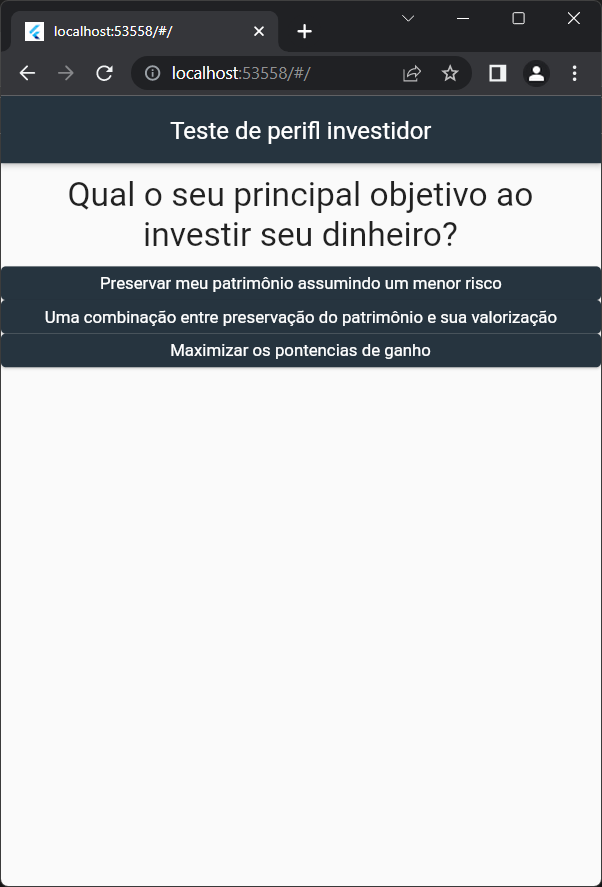 localhost:53558/#/
localhost:53558/#/
Teste de perifl investidor
Qual o seu principal objetivo ao
investir seu dinheiro?
Preservar meu patrimônio assumindo um menor risco
Uma combinação entre preservação do patrimônio e sua valorização
Maximizar os pontencias de ganho